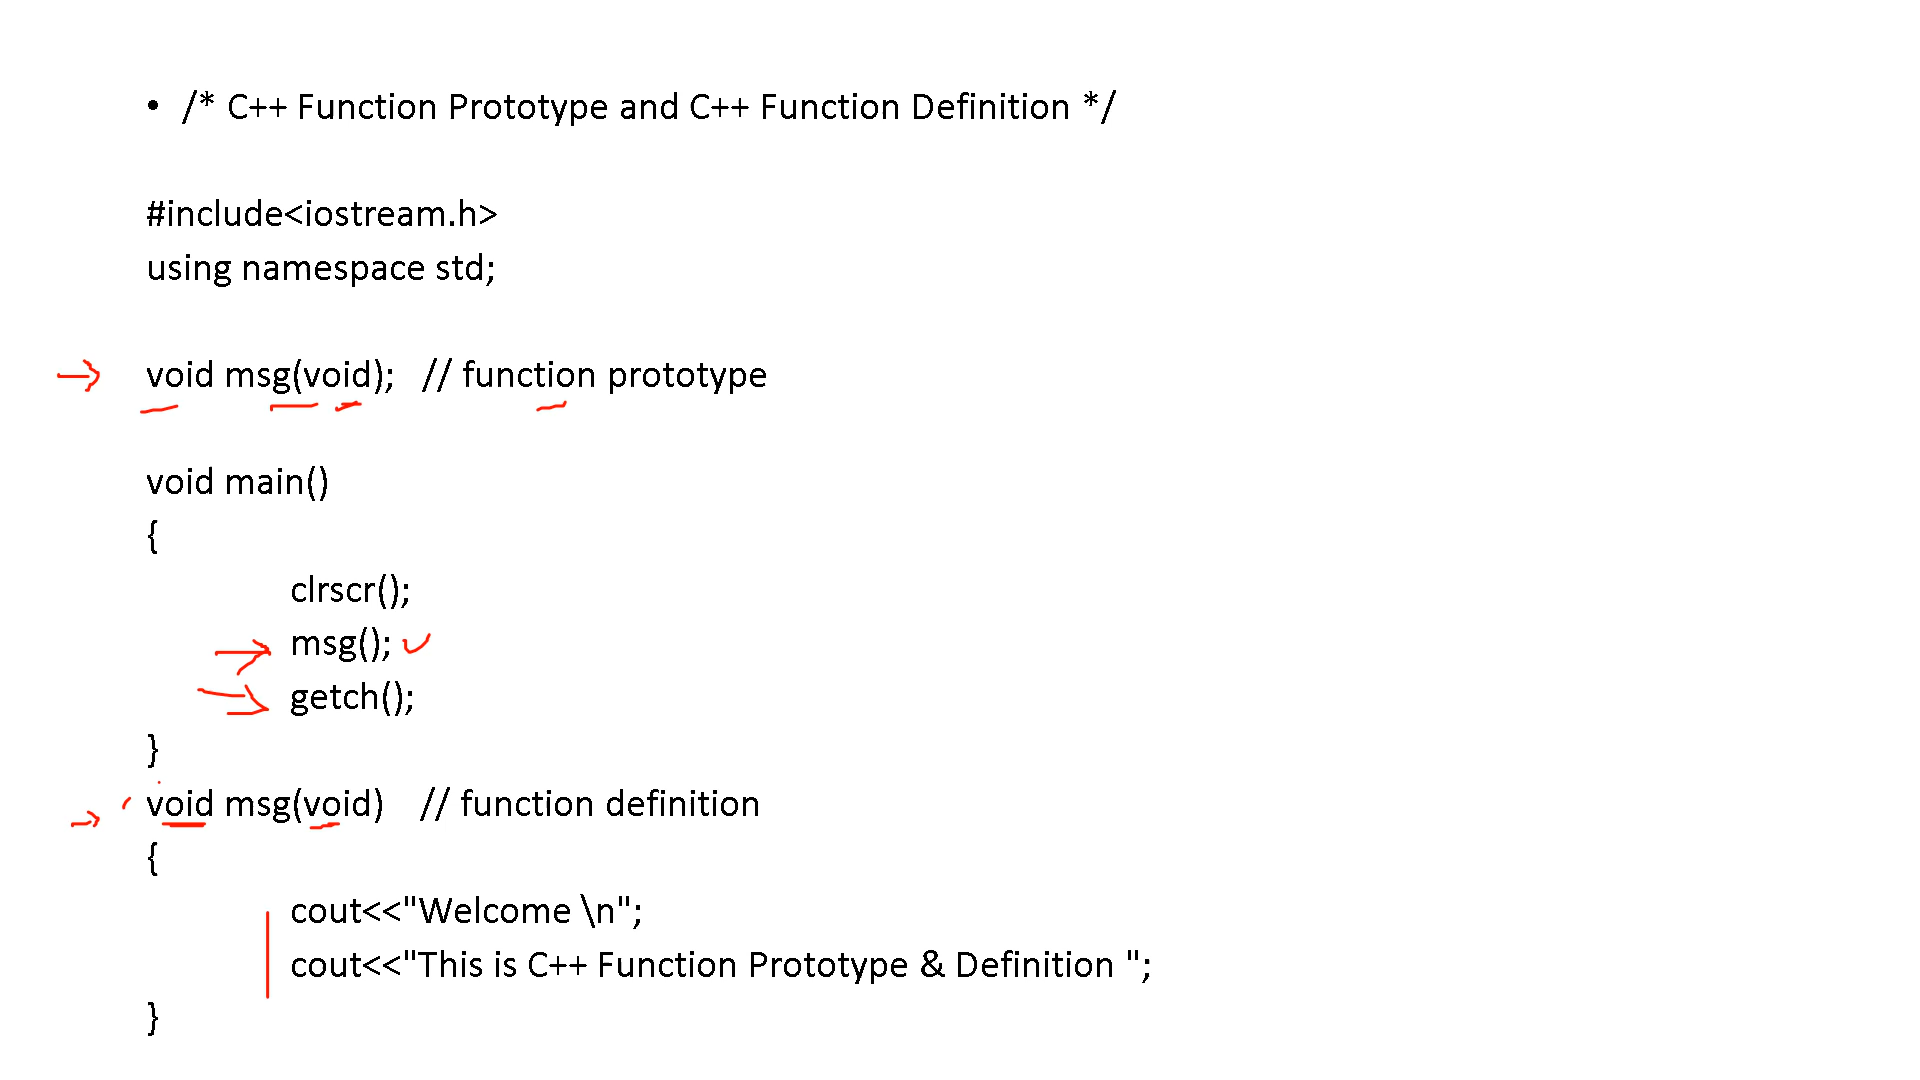 • /* C++ Function Prototype and C++ Function Definition */
#include<iostream.h>
using namespace std;
void msg(void); // function prototype
void main()
{
clrscr();
msg();
getch();
}
void msg(void) // function definition
{
cout<<"Welcome \n";
cout<<"This is C++ Function Prototype & Definition ";
}